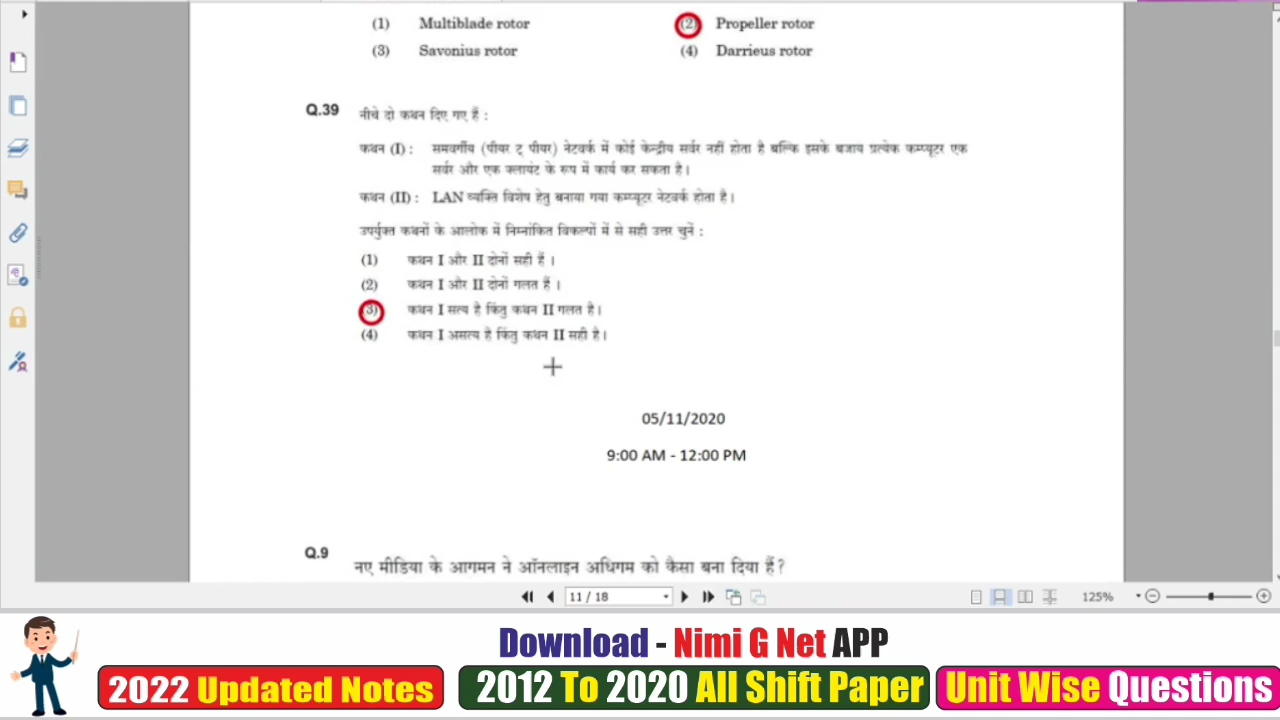 (1) Multiblade rotor (2) Propeller rotor
(3) Savonius rotor (4) Darrieus rotor
Q.39 नीचे दो कथन दिए गए हैं :
कथन (I) : समवर्गीय (पीयर टू पीयर) नेटवर्क में कोई केन्द्रीय सर्वर नहीं होता है बल्कि इसके बजाय प्रत्येक कम्प्यूटर एक
सर्वर और एक क्लायंट के रूप में कार्य कर सकता है।
कथन (II) : LAN व्यक्ति विशेष हेतु बनाया गया कम्प्यूटर नेटवर्क होता है।
उपर्युक्त कथनों के आलोक में निम्नांकित विकल्पों में से सही उत्तर चुनें :
(1) कथन I और II दोनों सही हैं ।
(2) कथन I और II दोनों गलत हैं ।
(3) कथन I सत्य है किंतु कथन II गलत है।
(4) कथन I असत्य है किंतु कथन II सही है।
05/11/2020
9:00 AM - 12:00 PM
Q.9 नए मीडिया के आगमन ने ऑनलाइन अधिगम को कैसा बना दिया हैं?
11 / 18 125%
Download - Nimi G Net APP
2022 Updated Notes 2012 To 2020 All Shift Paper Unit Wise Questions